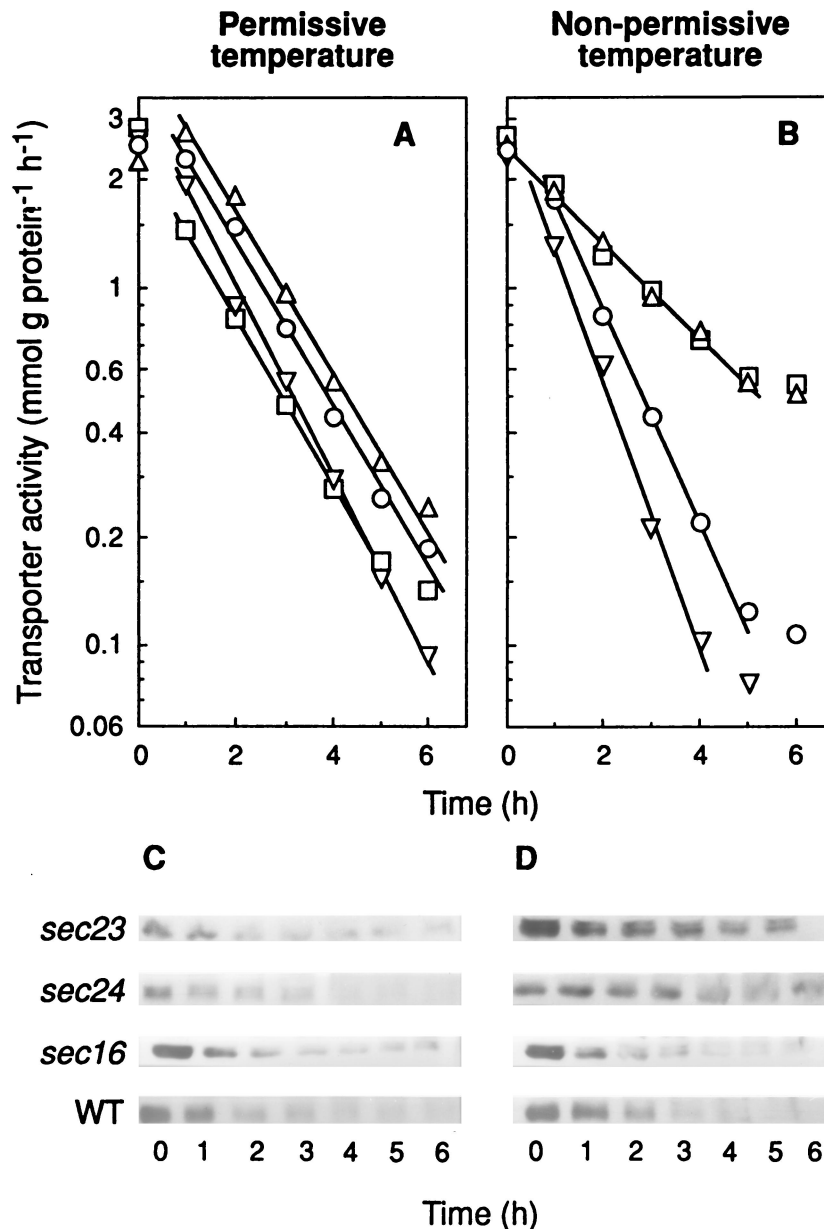 Permissive
temperature
Non-permissive
temperature
Transporter activity (mmol g protein⁻¹ h⁻¹)
A
3
2
1
0.6
0.4
0.2
0.1
0.06
0 2 4 6
B
0 2 4 6
Time (h)
C
D
sec23
sec24
sec16
WT
0 1 2 3 4 5 6
0 1 2 3 4 5 6
Time (h)